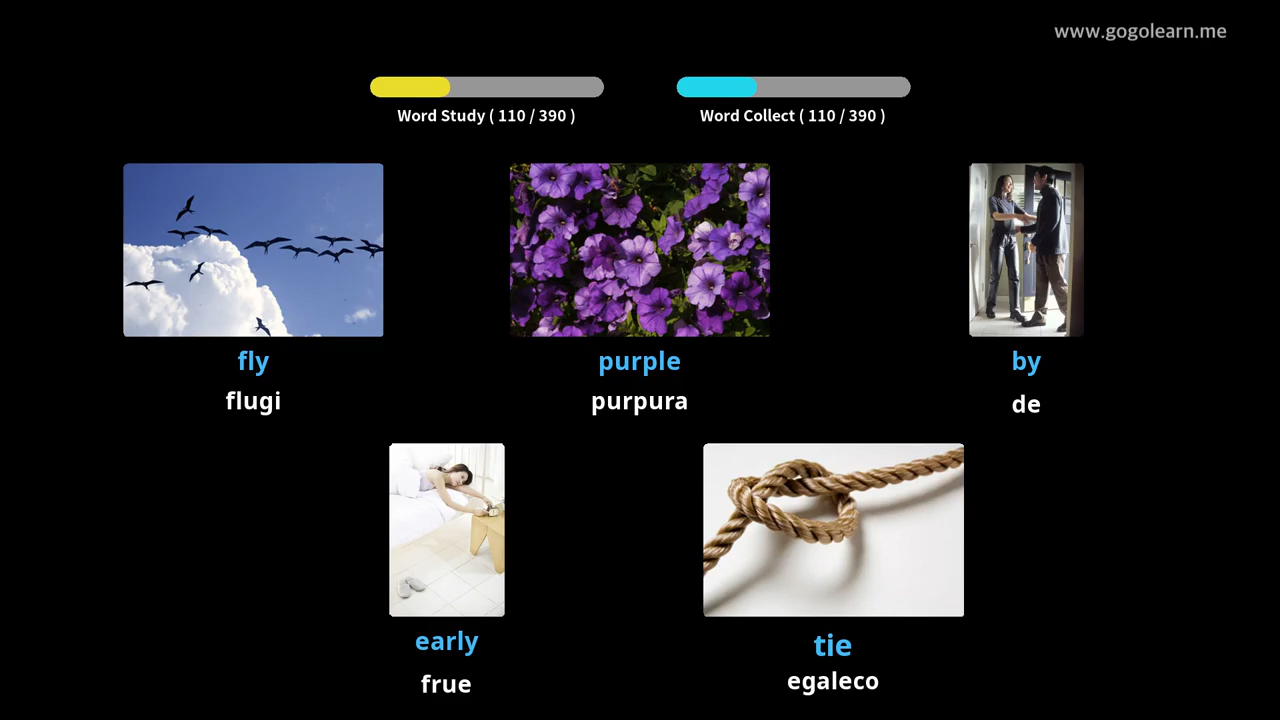 www.gogolearn.me
Word Study ( 110 / 390 )
Word Collect ( 110 / 390 )
fly
flugi
purple
purpura
by
de
early
frue
tie
egaleco